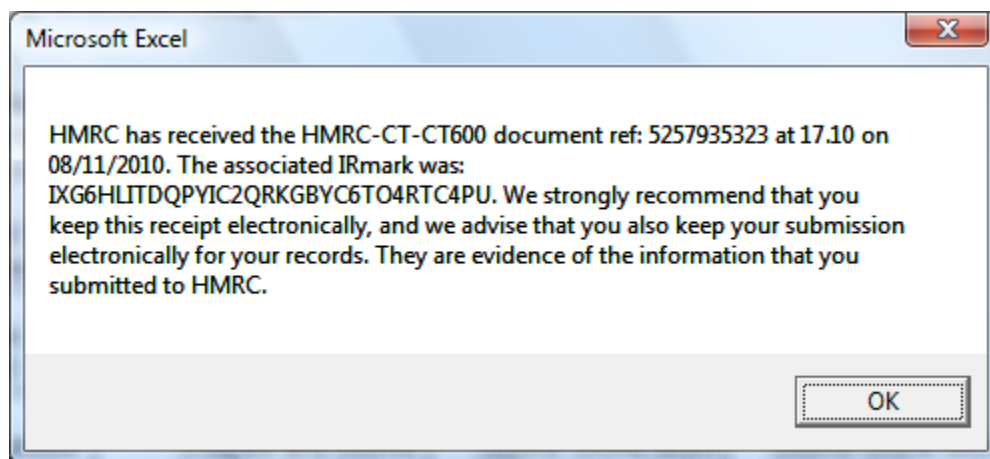 Microsoft Excel
HMRC has received the HMRC-CT-CT600 document ref: 5257935323 at 17.10 on
08/11/2010. The associated IRmark was:
IXG6HLITDQPYIC2QRKGBYC6TO4RTC4PU. We strongly recommend that you
keep this receipt electronically, and we advise that you also keep your submission
electronically for your records. They are evidence of the information that you
submitted to HMRC.
OK